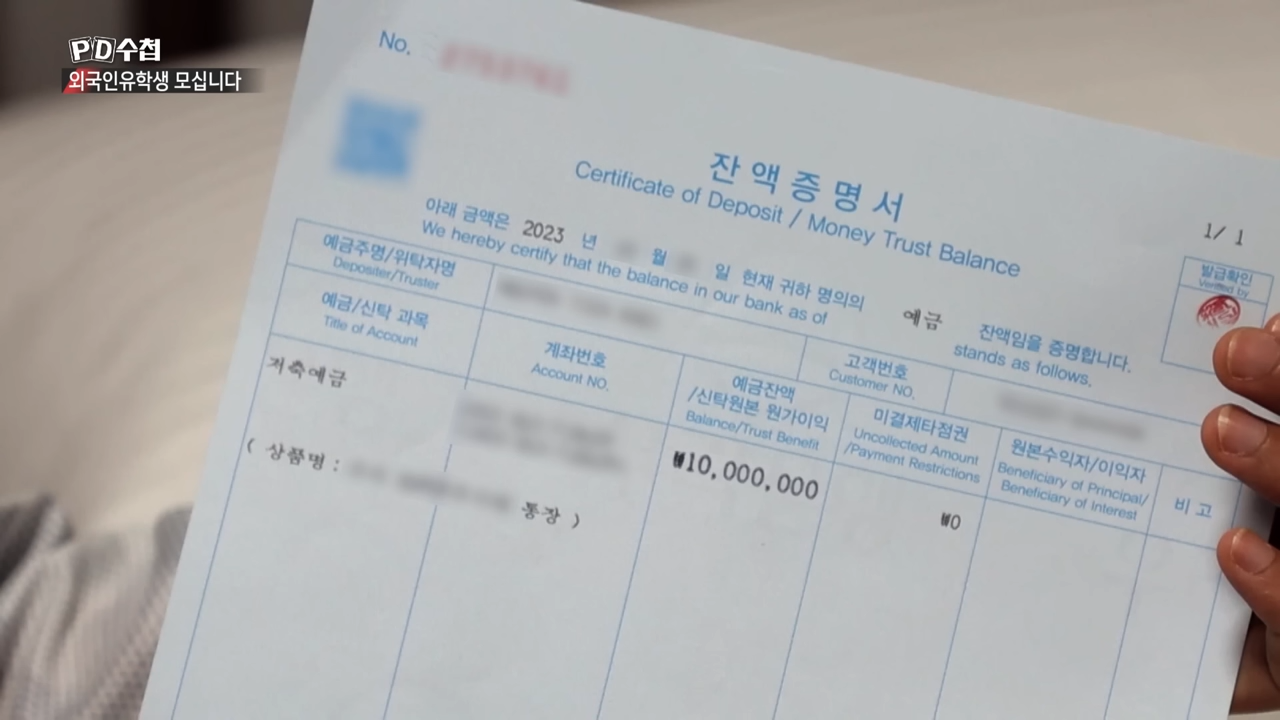 PD수첩
외국인유학생 모십니다
No.
잔액증명서
Certificate of Deposit / Money Trust Balance
1/ 1
아래 금액은 2023 년 월 일 현재 귀하 명의의 예금 잔액임을 증명합니다.
We hereby certify that the balance in our bank as of stands as follows.
발급확인
Verified by
예금주명/위탁자명
Depositer/Truster
고객번호
Customer NO.
예금/신탁 과목
Title of Account
계좌번호
Account NO.
예금잔액
/신탁원본 원가이익
Balance/Trust Benefit
미결제타점권
Uncollected Amount
/Payment Restrictions
원본수익자/이익자
Beneficiary of Principal/
Beneficiary of Interest
비 고
저축예금
₩10,000,000
₩0
( 상품명 : 통장 )